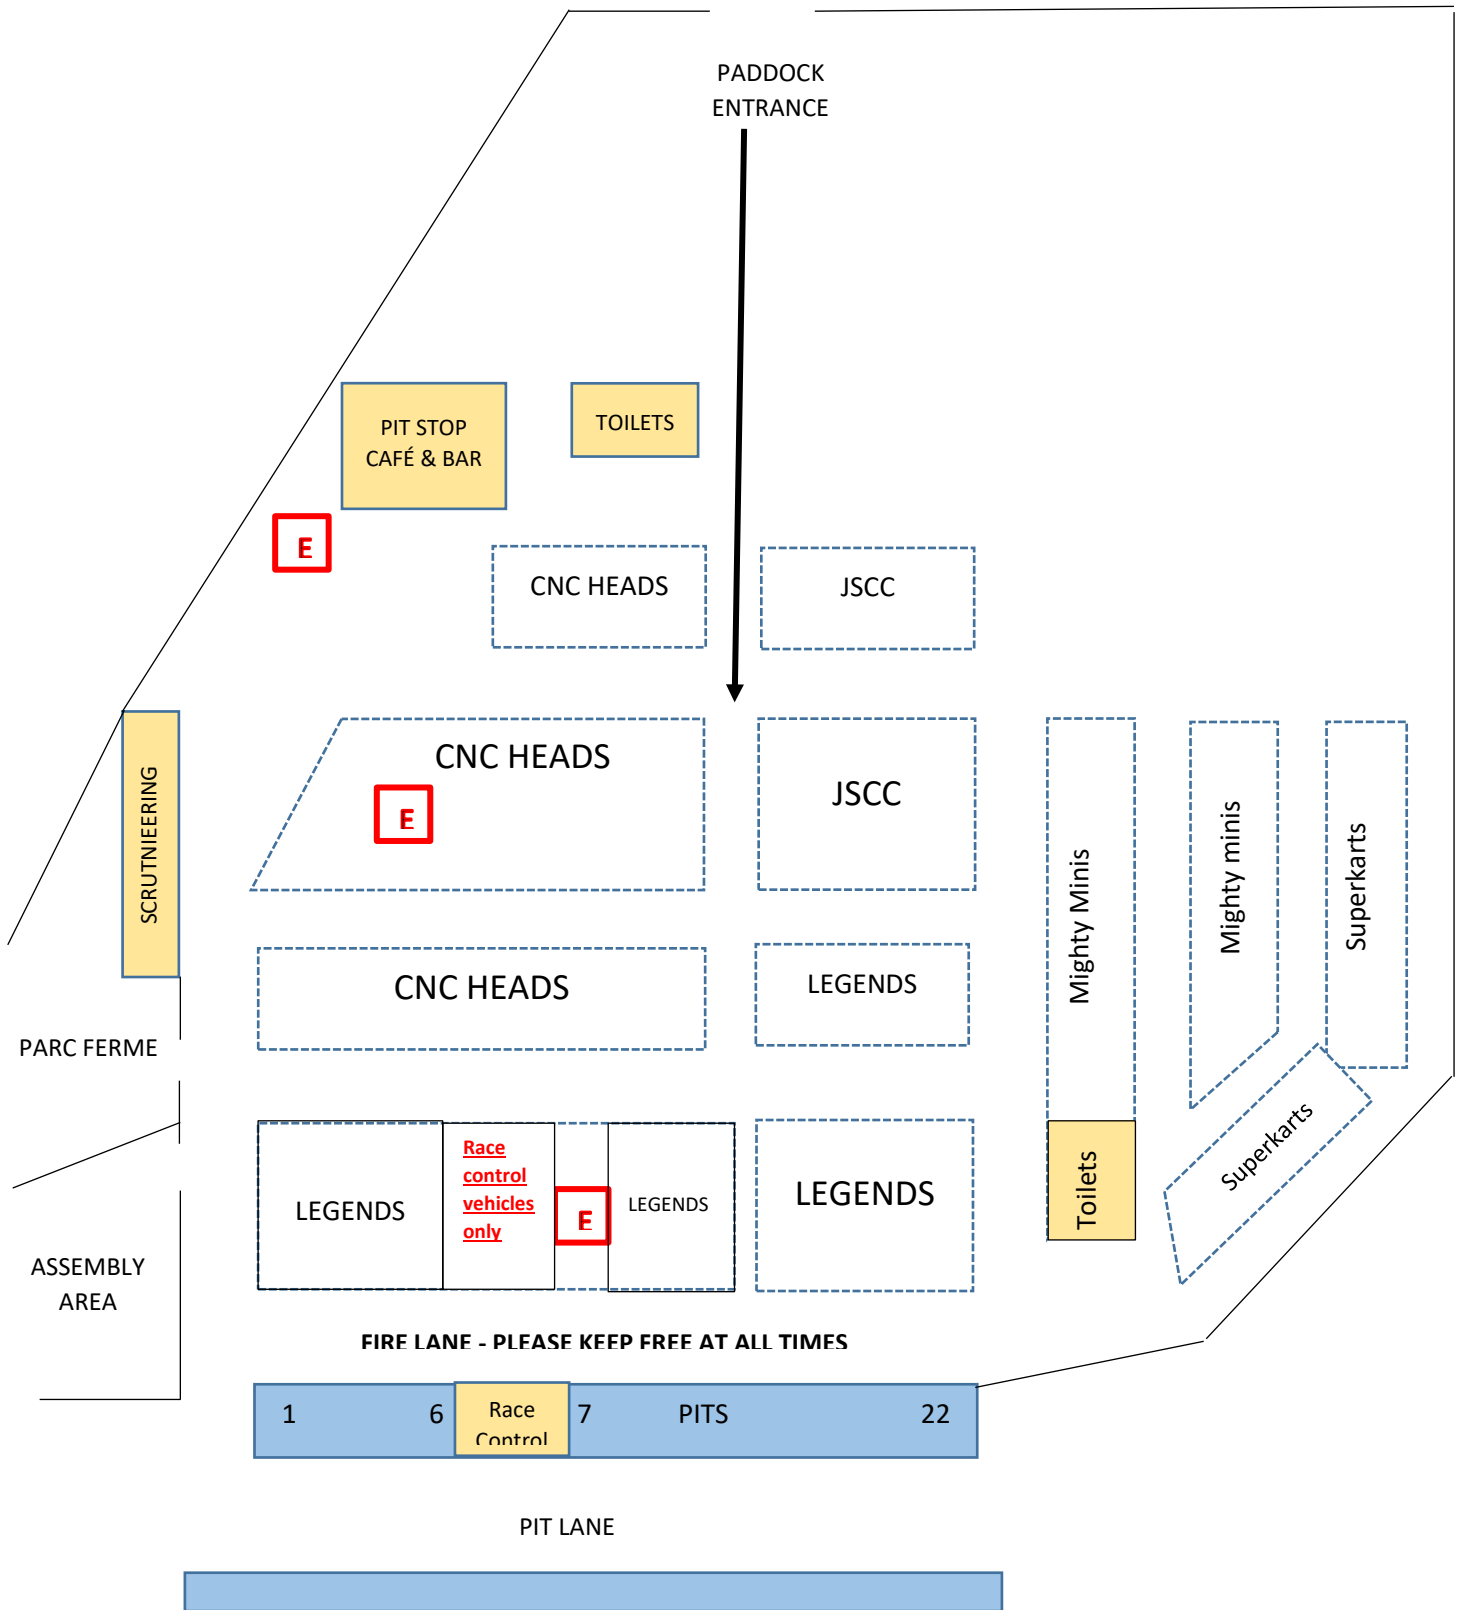 PADDOCK
ENTRANCE
PIT STOP
CAFÉ & BAR
TOILETS
E
CNC HEADS
JSCC
CNC HEADS
E
JSCC
SCRUTNIEERING
Mighty Minis
Mighty minis
Superkarts
CNC HEADS
LEGENDS
PARC FERME
LEGENDS
Race
control
vehicles
only
E
LEGENDS
LEGENDS
Toilets
Superkarts
ASSEMBLY
AREA
FIRE LANE - PLEASE KEEP FREE AT ALL TIMES
1
6
Race
Control
7
PITS
22
PIT LANE